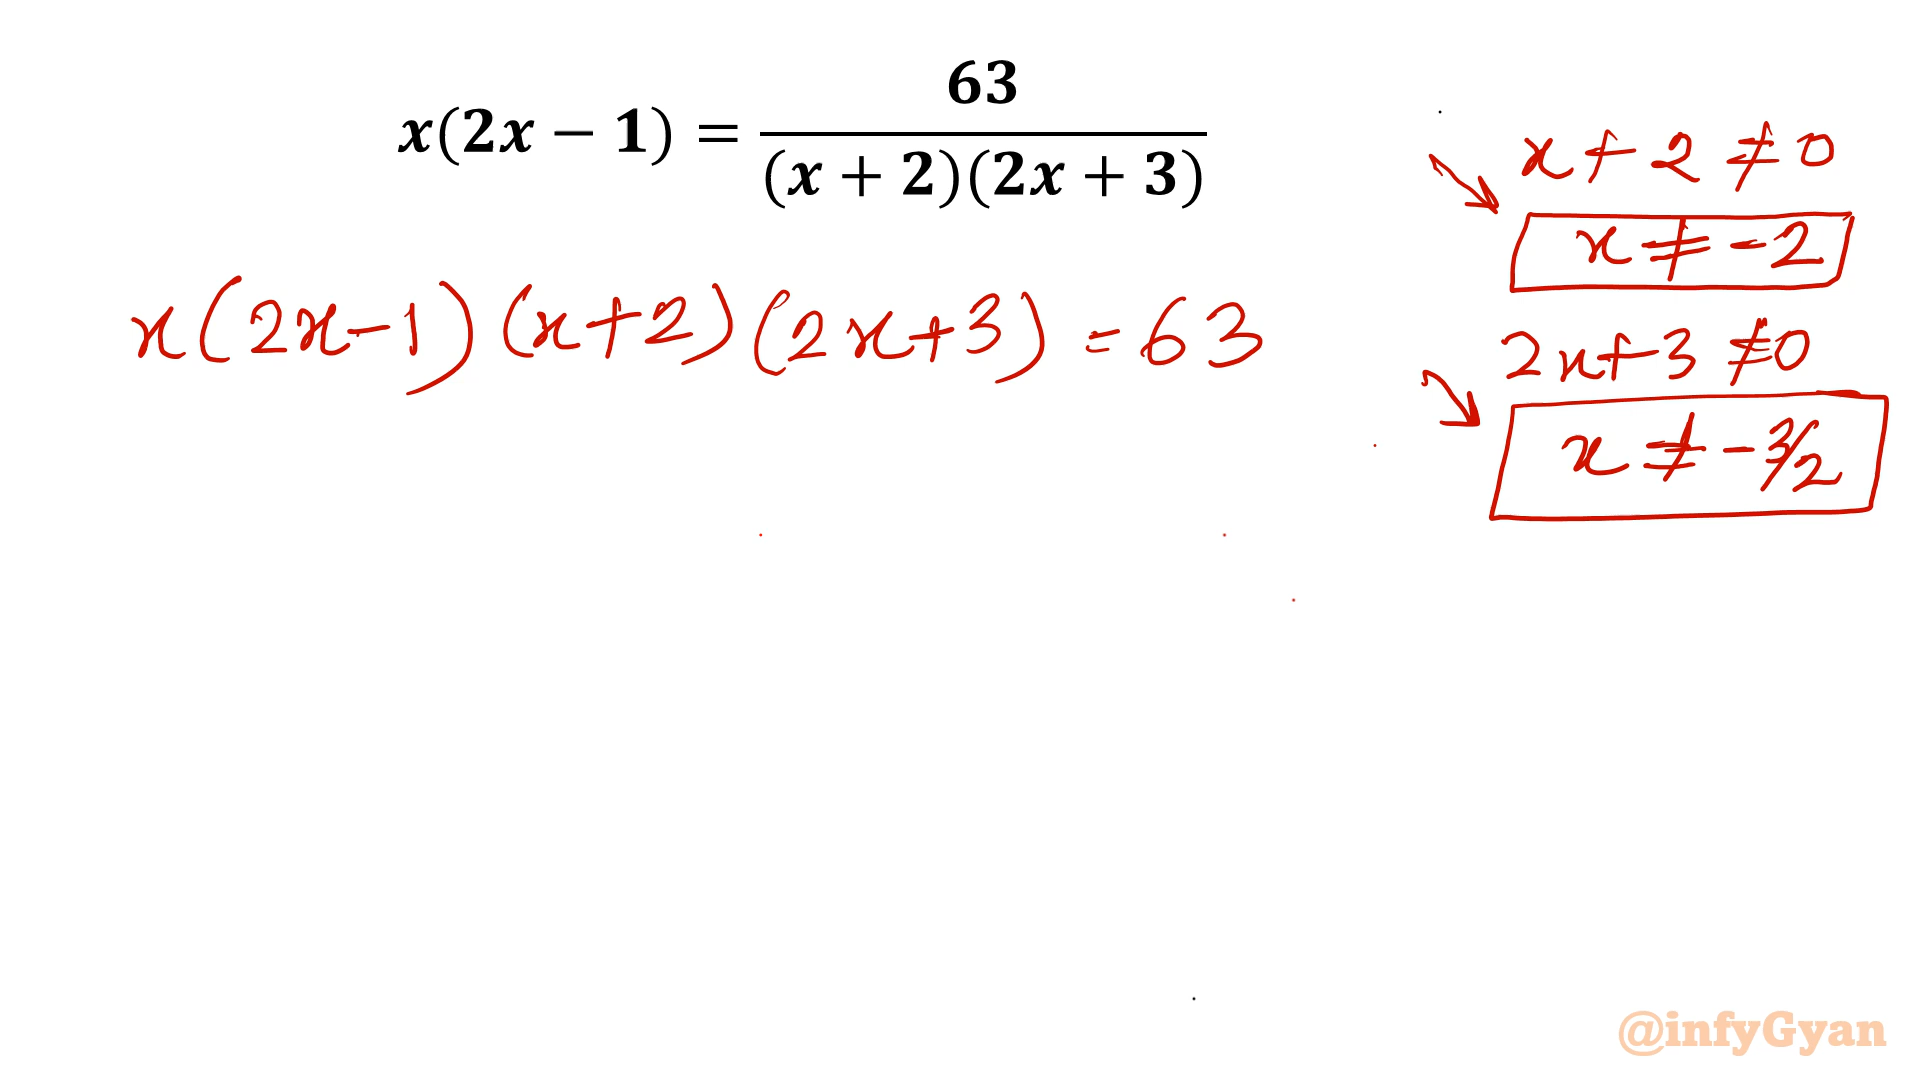 x(2x − 1) = 63/((x + 2)(2x + 3))
x(2x-1)(x+2)(2x+3) = 63
x+2 ≠ 0
x ≠ -2
2x+3 ≠ 0
x ≠ -3/2
@infyGyan